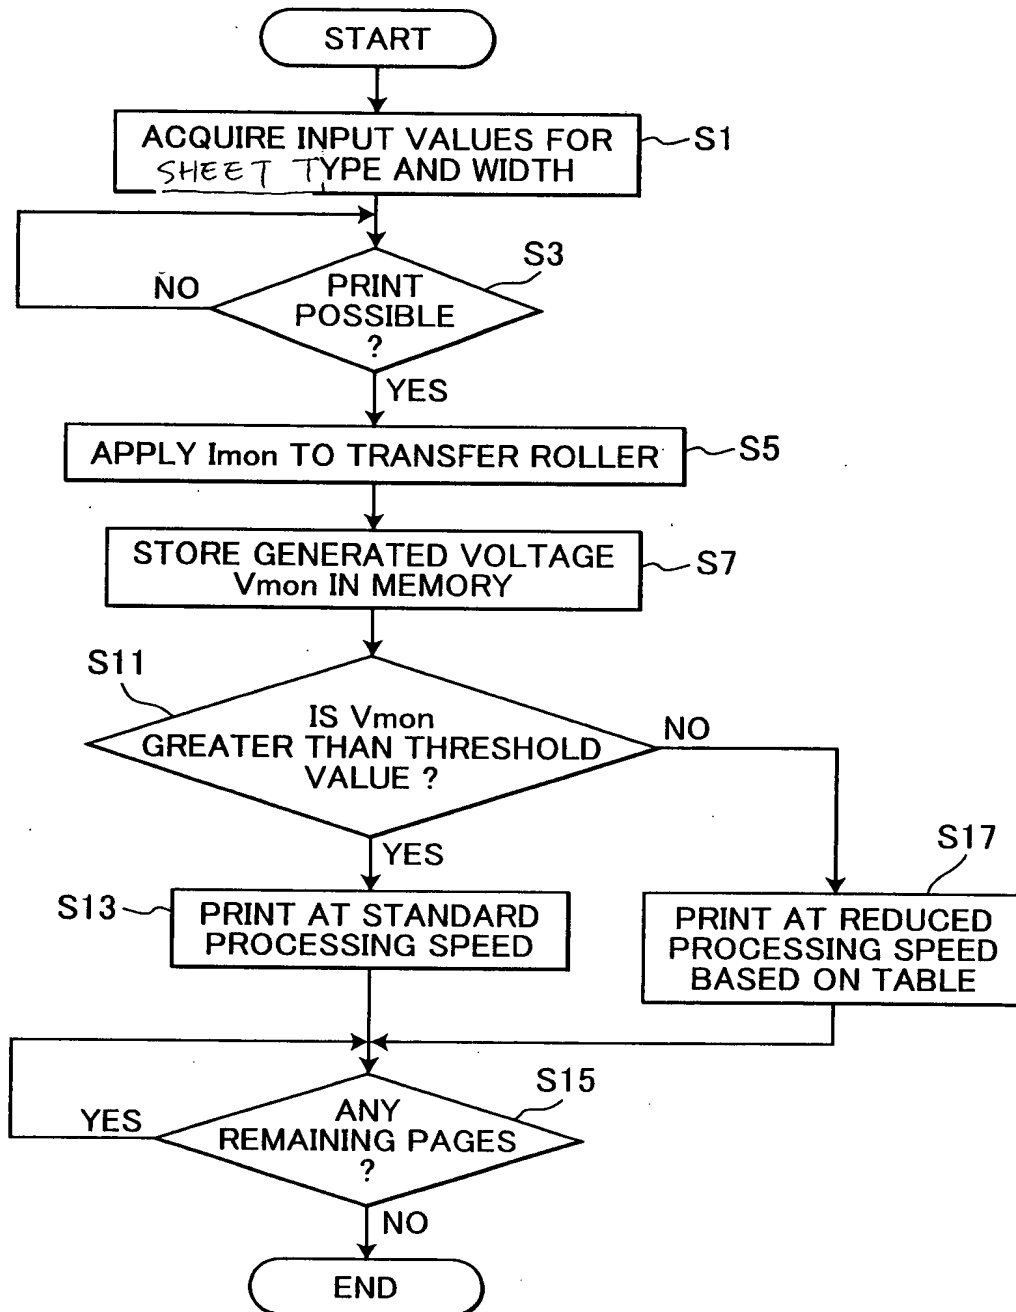 START
ACQUIRE INPUT VALUES FOR
SHEET TYPE AND WIDTH
S1
S3
PRINT
POSSIBLE
?
NO
YES
APPLY Imon TO TRANSFER ROLLER
S5
STORE GENERATED VOLTAGE
Vmon IN MEMORY
S7
S11
IS Vmon
GREATER THAN THRESHOLD
VALUE ?
NO
YES
S13
PRINT AT STANDARD
PROCESSING SPEED
S17
PRINT AT REDUCED
PROCESSING SPEED
BASED ON TABLE
S15
ANY
REMAINING PAGES
?
YES
NO
END